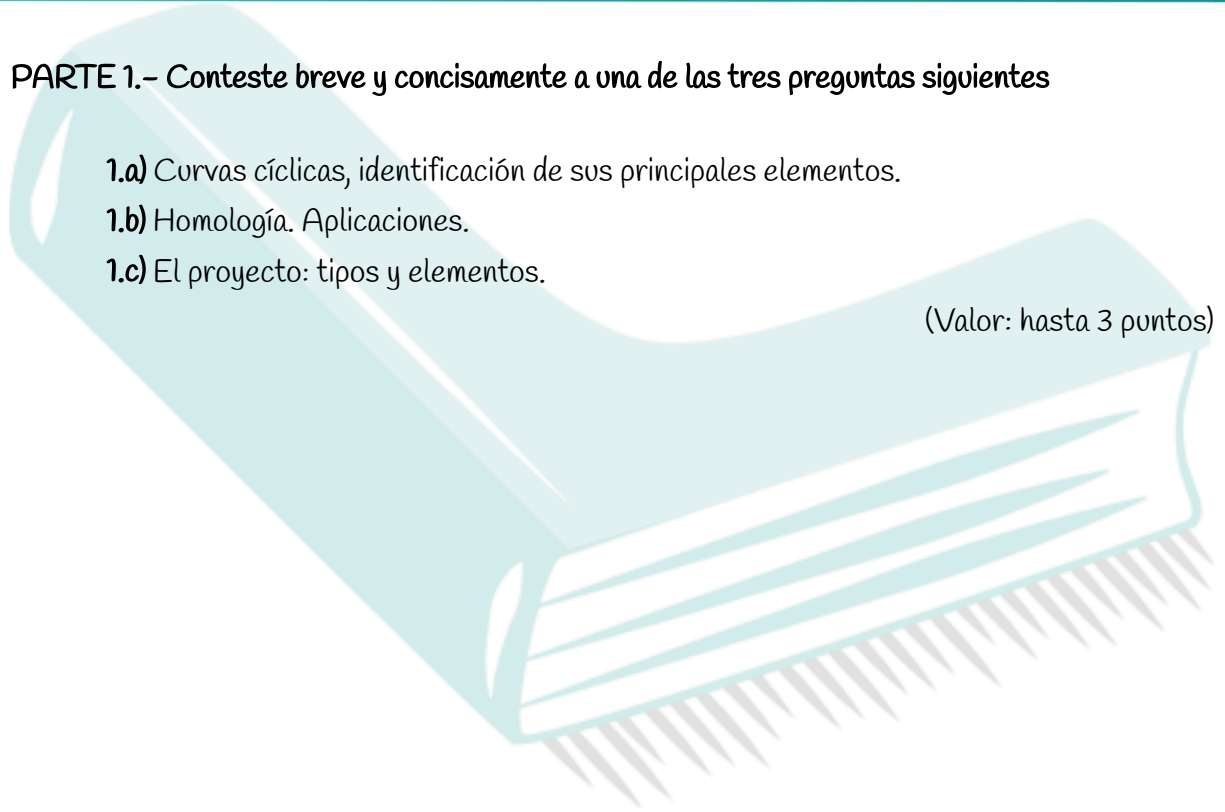 PARTE 1.- Conteste breve y concisamente a una de las tres preguntas siguientes
1.a) Curvas cíclicas, identificación de sus principales elementos.
1.b) Homología. Aplicaciones.
1.c) El proyecto: tipos y elementos.
(Valor: hasta 3 puntos)